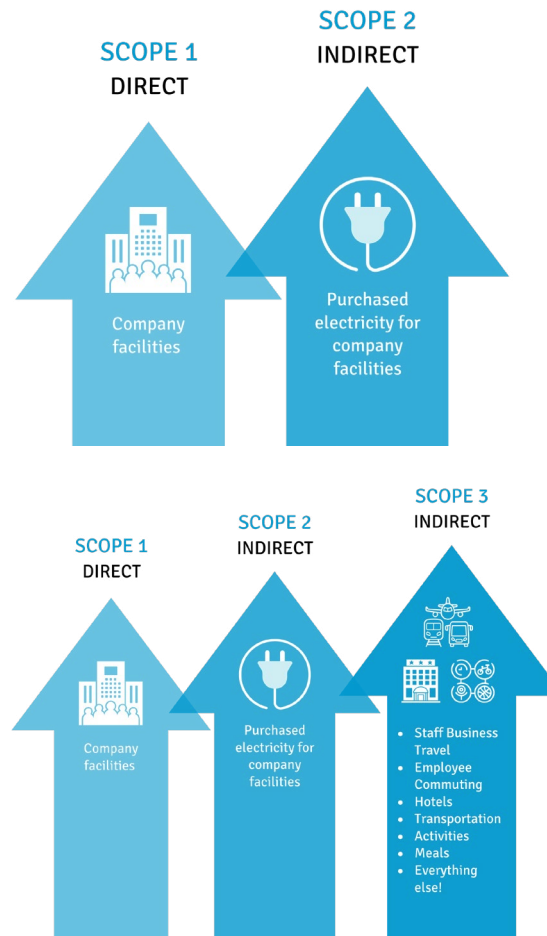 SCOPE 1
DIRECT
Company
facilities
SCOPE 2
INDIRECT
Purchased
electricity for
company
facilities
SCOPE 1
DIRECT
Company
facilities
SCOPE 2
INDIRECT
Purchased
electricity for
company
facilities
SCOPE 3
INDIRECT
• Staff Business
Travel
• Employee
Commuting
• Hotels
• Transportation
• Activities
• Meals
• Everything
else!